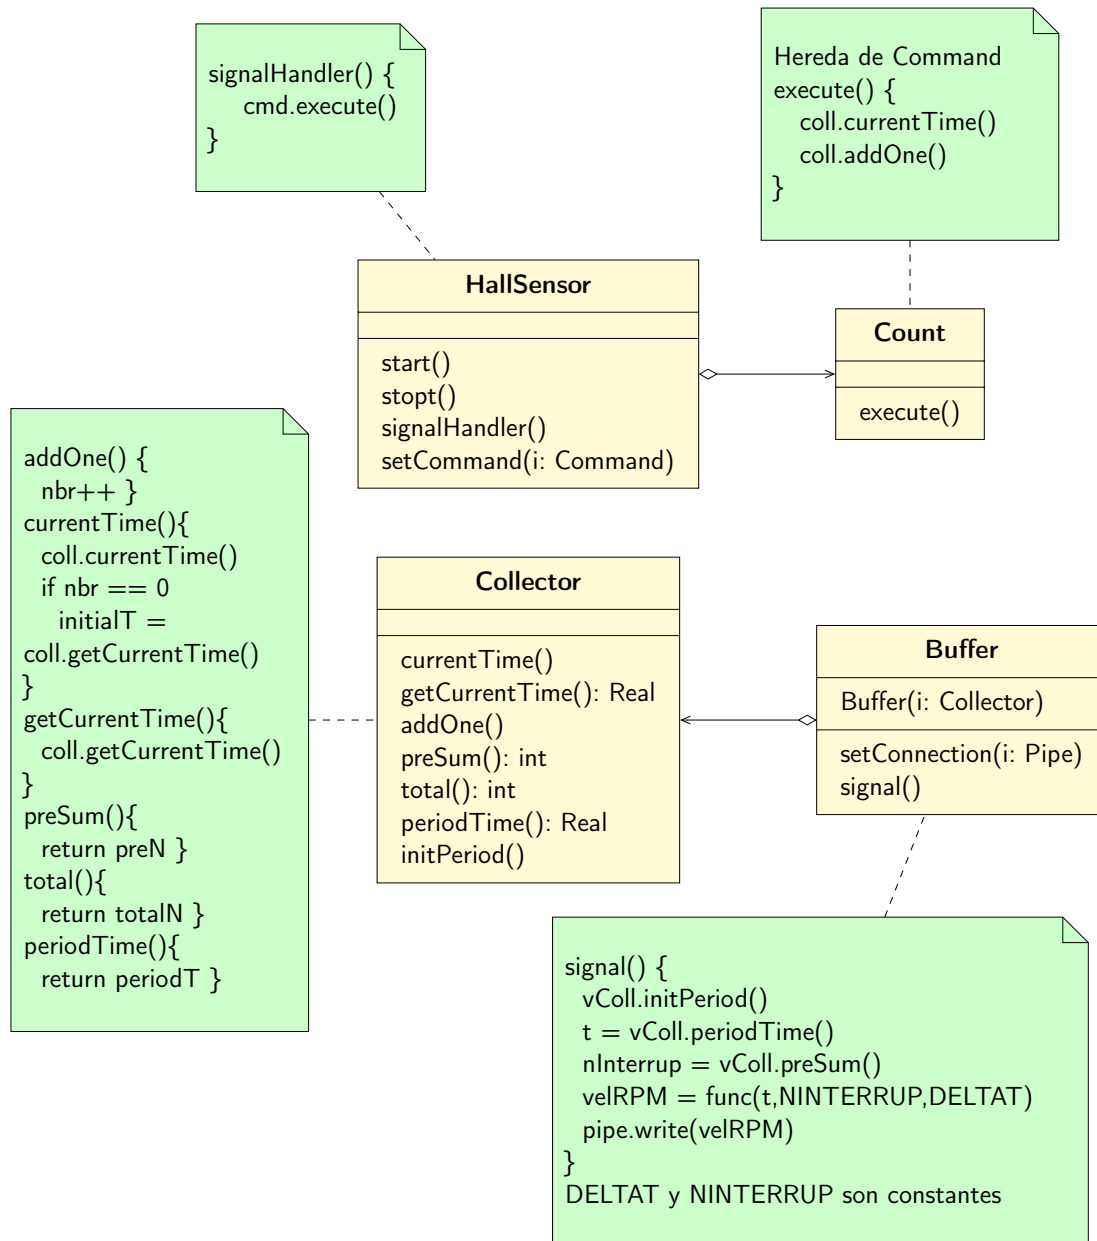 signalHandler() {
cmd.execute()
}
Hereda de Command
execute() {
coll.currentTime()
coll.addOne()
}
HallSensor
start()
stopt()
signalHandler()
setCommand(i: Command)
Count
execute()
addOne() {
nbr++ }
currentTime(){
coll.currentTime()
if nbr == 0
initialT =
coll.getCurrentTime()
}
getCurrentTime(){
coll.getCurrentTime()
}
preSum(){
return preN }
total(){
return totalN }
periodTime(){
return periodT }
Collector
currentTime()
getCurrentTime(): Real
addOne()
preSum(): int
total(): int
periodTime(): Real
initPeriod()
Buffer
Buffer(i: Collector)
setConnection(i: Pipe)
signal()
signal() {
vColl.initPeriod()
t = vColl.periodTime()
nInterrup = vColl.preSum()
velRPM = func(t,NINTERRUP,DELTAT)
pipe.write(velRPM)
}
DELTAT y NINTERRUP son constantes